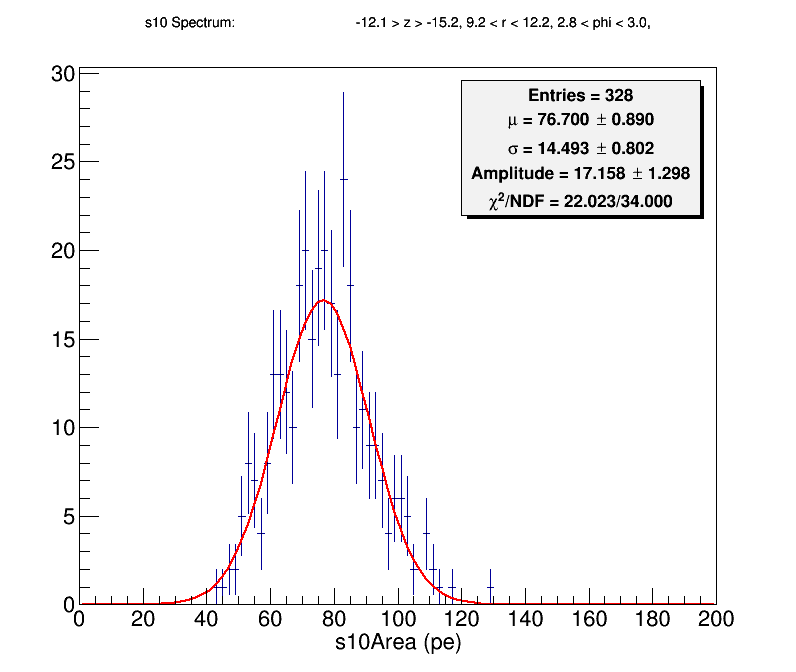 s10 Spectrum: -12.1 > z > -15.2, 9.2 < r < 12.2, 2.8 < phi < 3.0,
Entries = 328
μ = 76.700 ± 0.890
σ = 14.493 ± 0.802
Amplitude = 17.158 ± 1.298
χ²/NDF = 22.023/34.000
30
25
20
15
10
5
0
0 20 40 60 80 100 120 140 160 180 200
s10Area (pe)